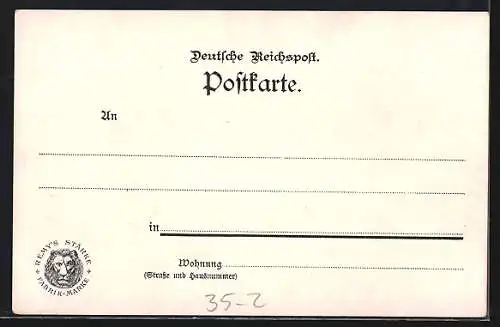 Deutsche Reichspost.
Postkarte.
An
in
Wohnung
(Straße und Hausnummer)
REMY'S STÄRKE
FABRIK-MARKE
35-2